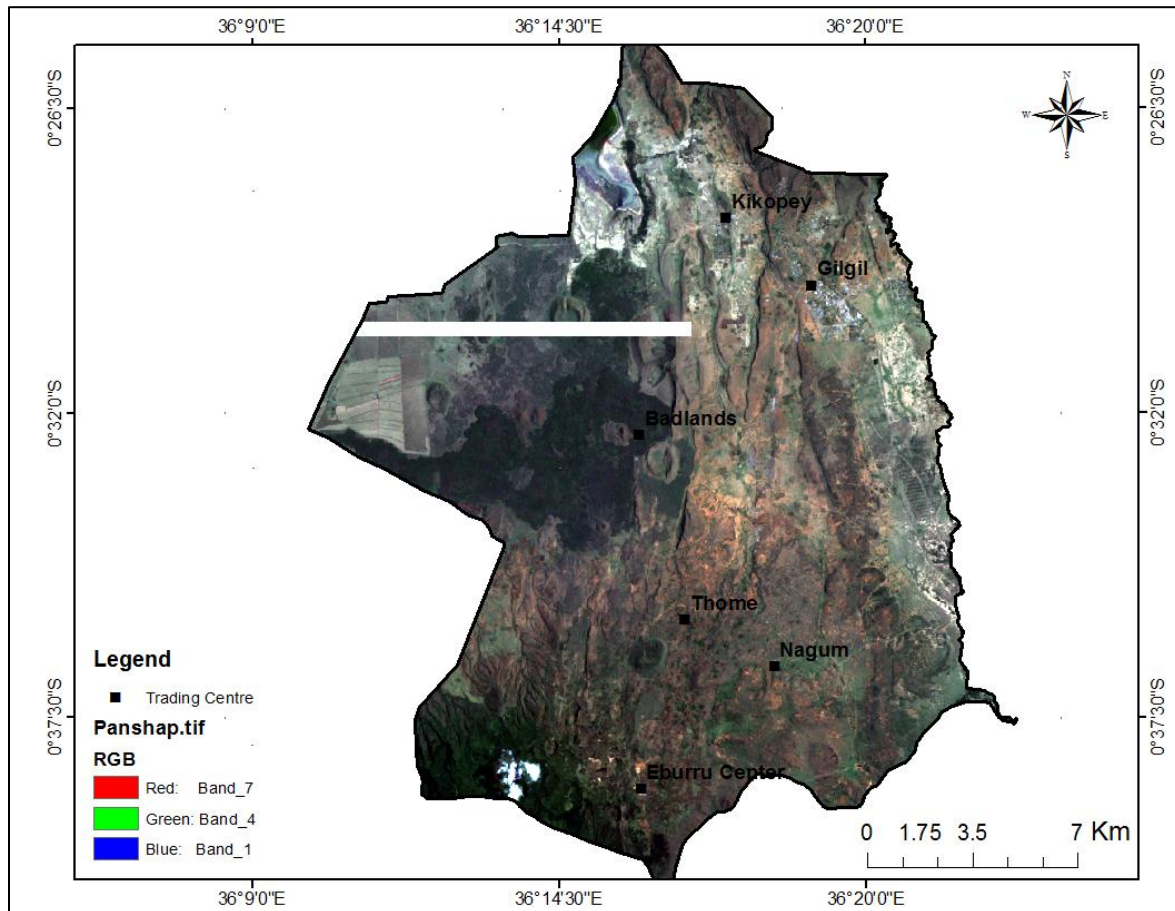 36°9'0"E 36°14'30"E 36°20'0"E
0°26'30"S 0°26'30"S
N
W E
S
Kikopey
Gilgil
0°32'0"S 0°32'0"S
Badlands
Thome
Nagum
0°37'30"S 0°37'30"S
Eburru Center
Legend
Trading Centre
Panshap.tif
RGB
Red: Band_7
Green: Band_4
Blue: Band_1
0 1.75 3.5 7 Km
36°9'0"E 36°14'30"E 36°20'0"E